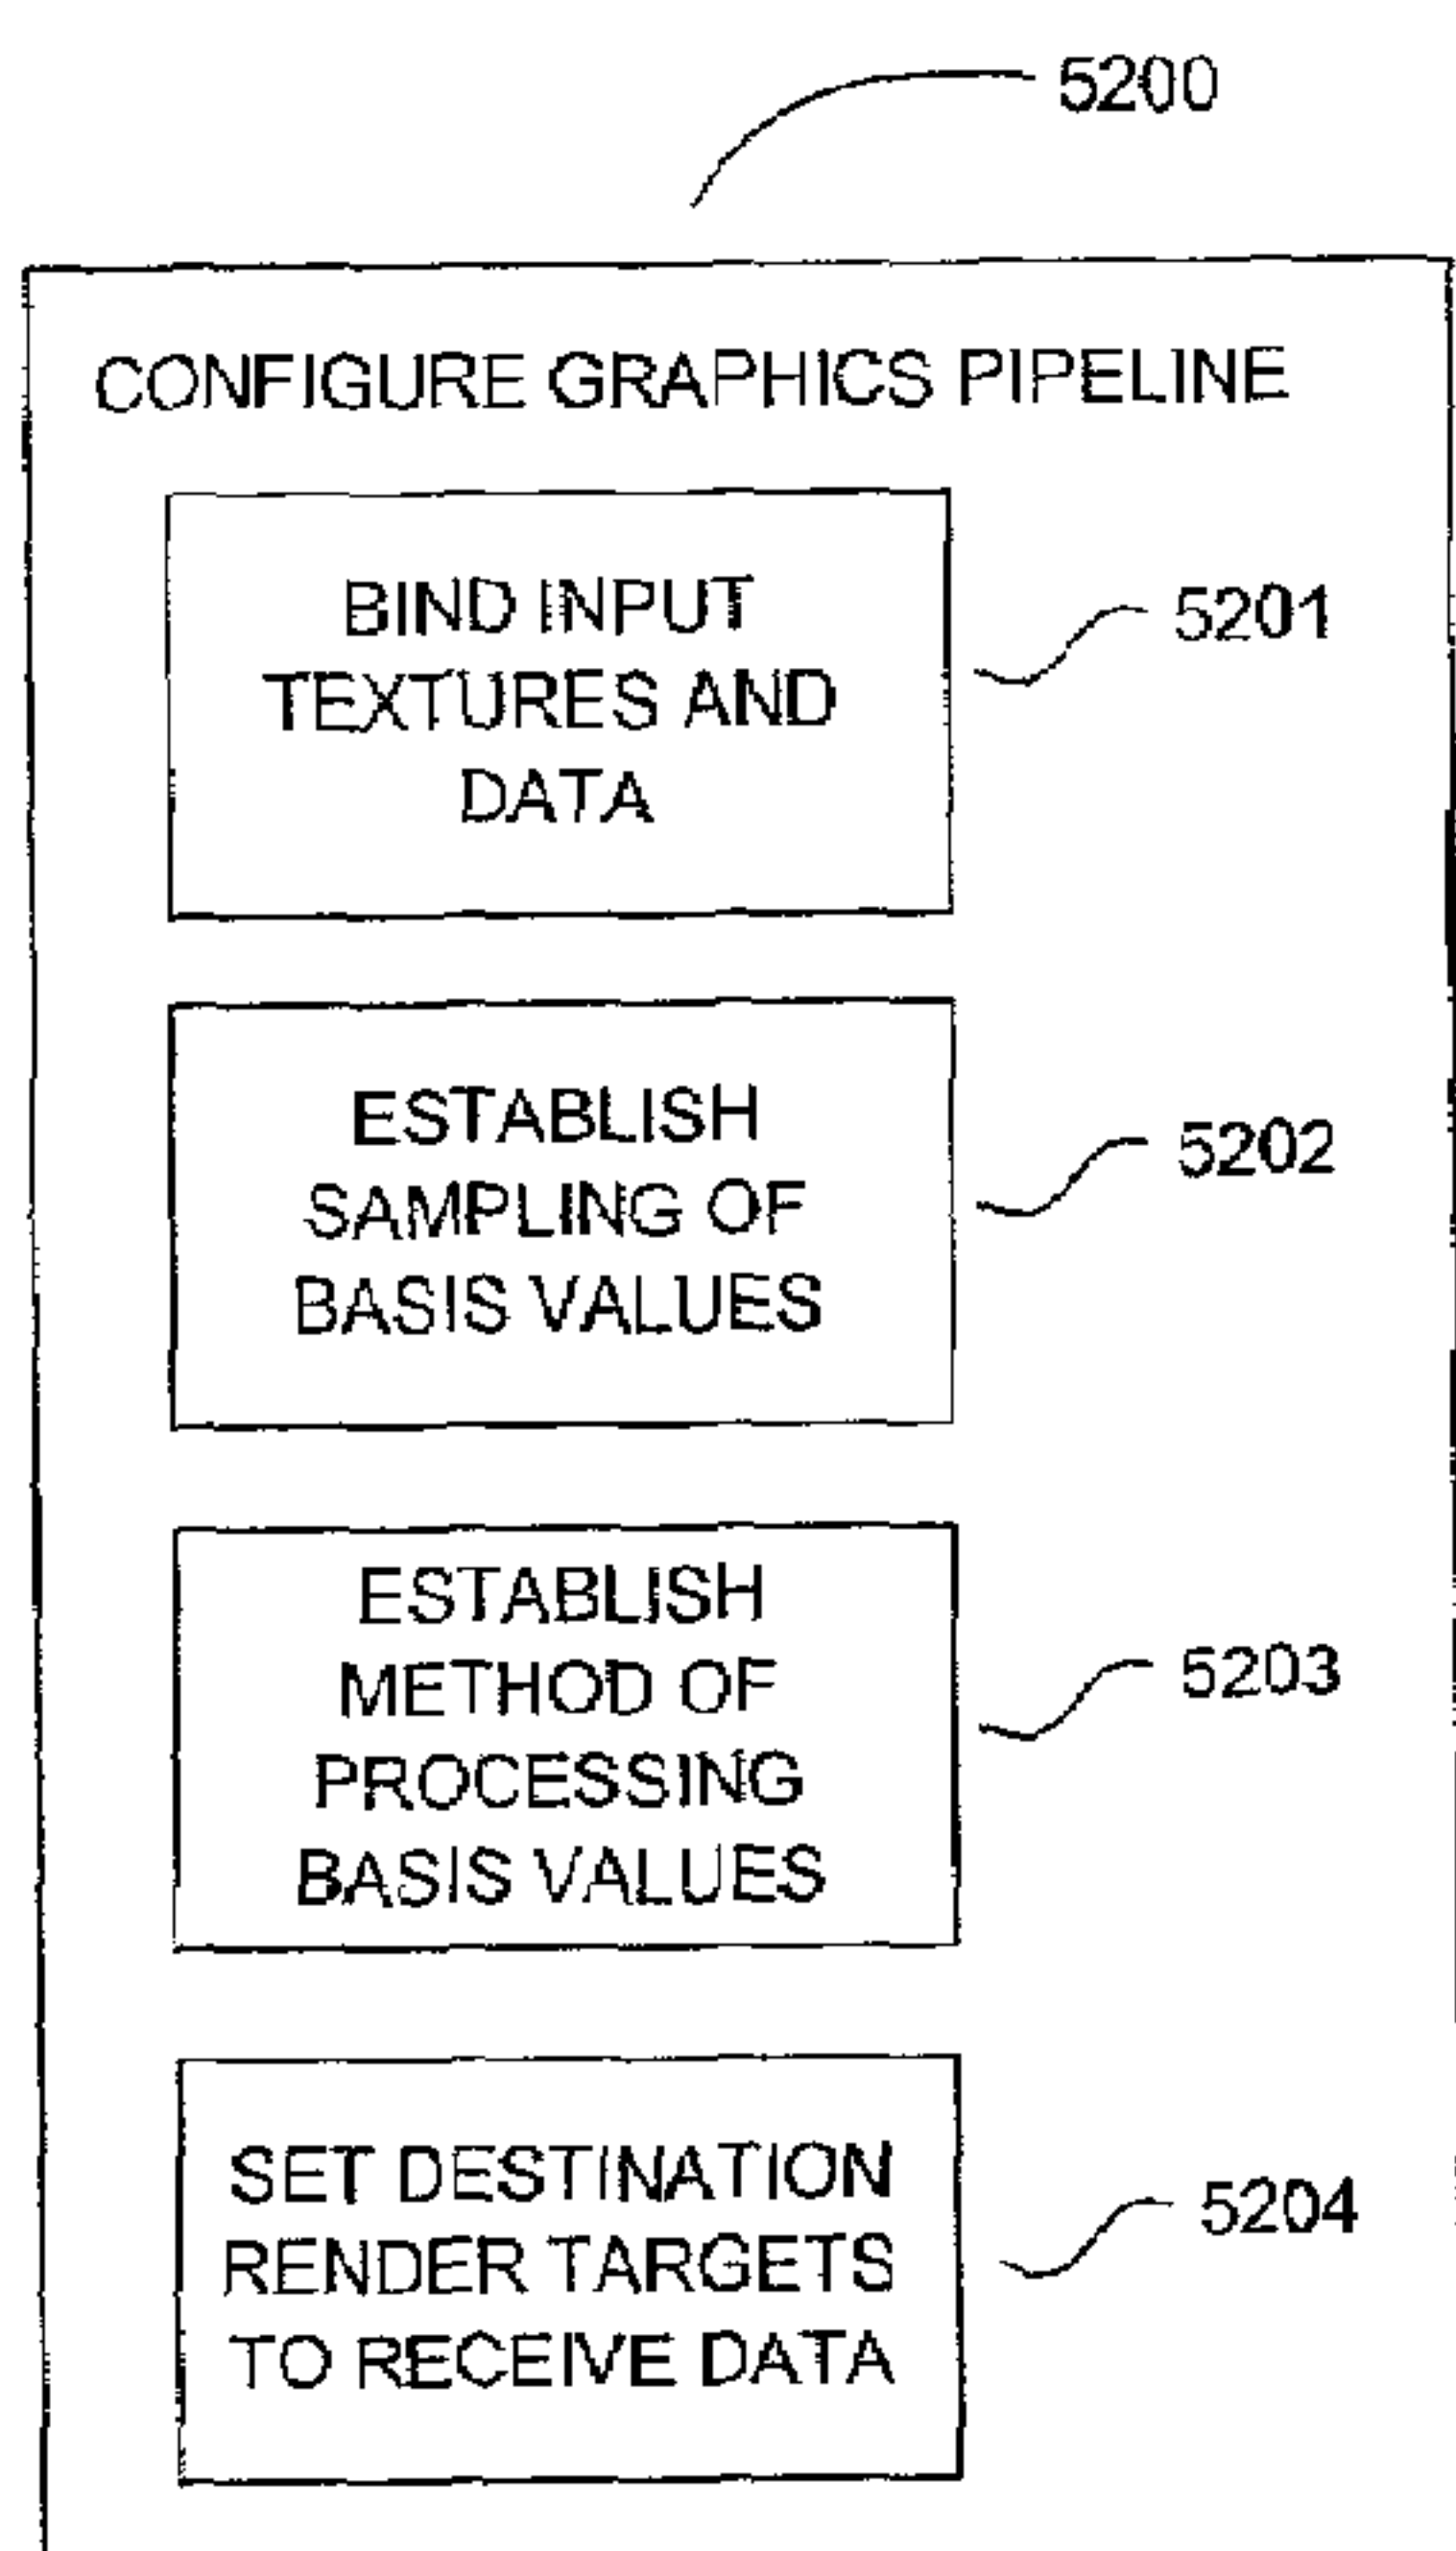 5200
CONFIGURE GRAPHICS PIPELINE
BIND INPUT
TEXTURES AND
DATA
5201
ESTABLISH
SAMPLING OF
BASIS VALUES
5202
ESTABLISH
METHOD OF
PROCESSING
BASIS VALUES
5203
SET DESTINATION
RENDER TARGETS
TO RECEIVE DATA
5204